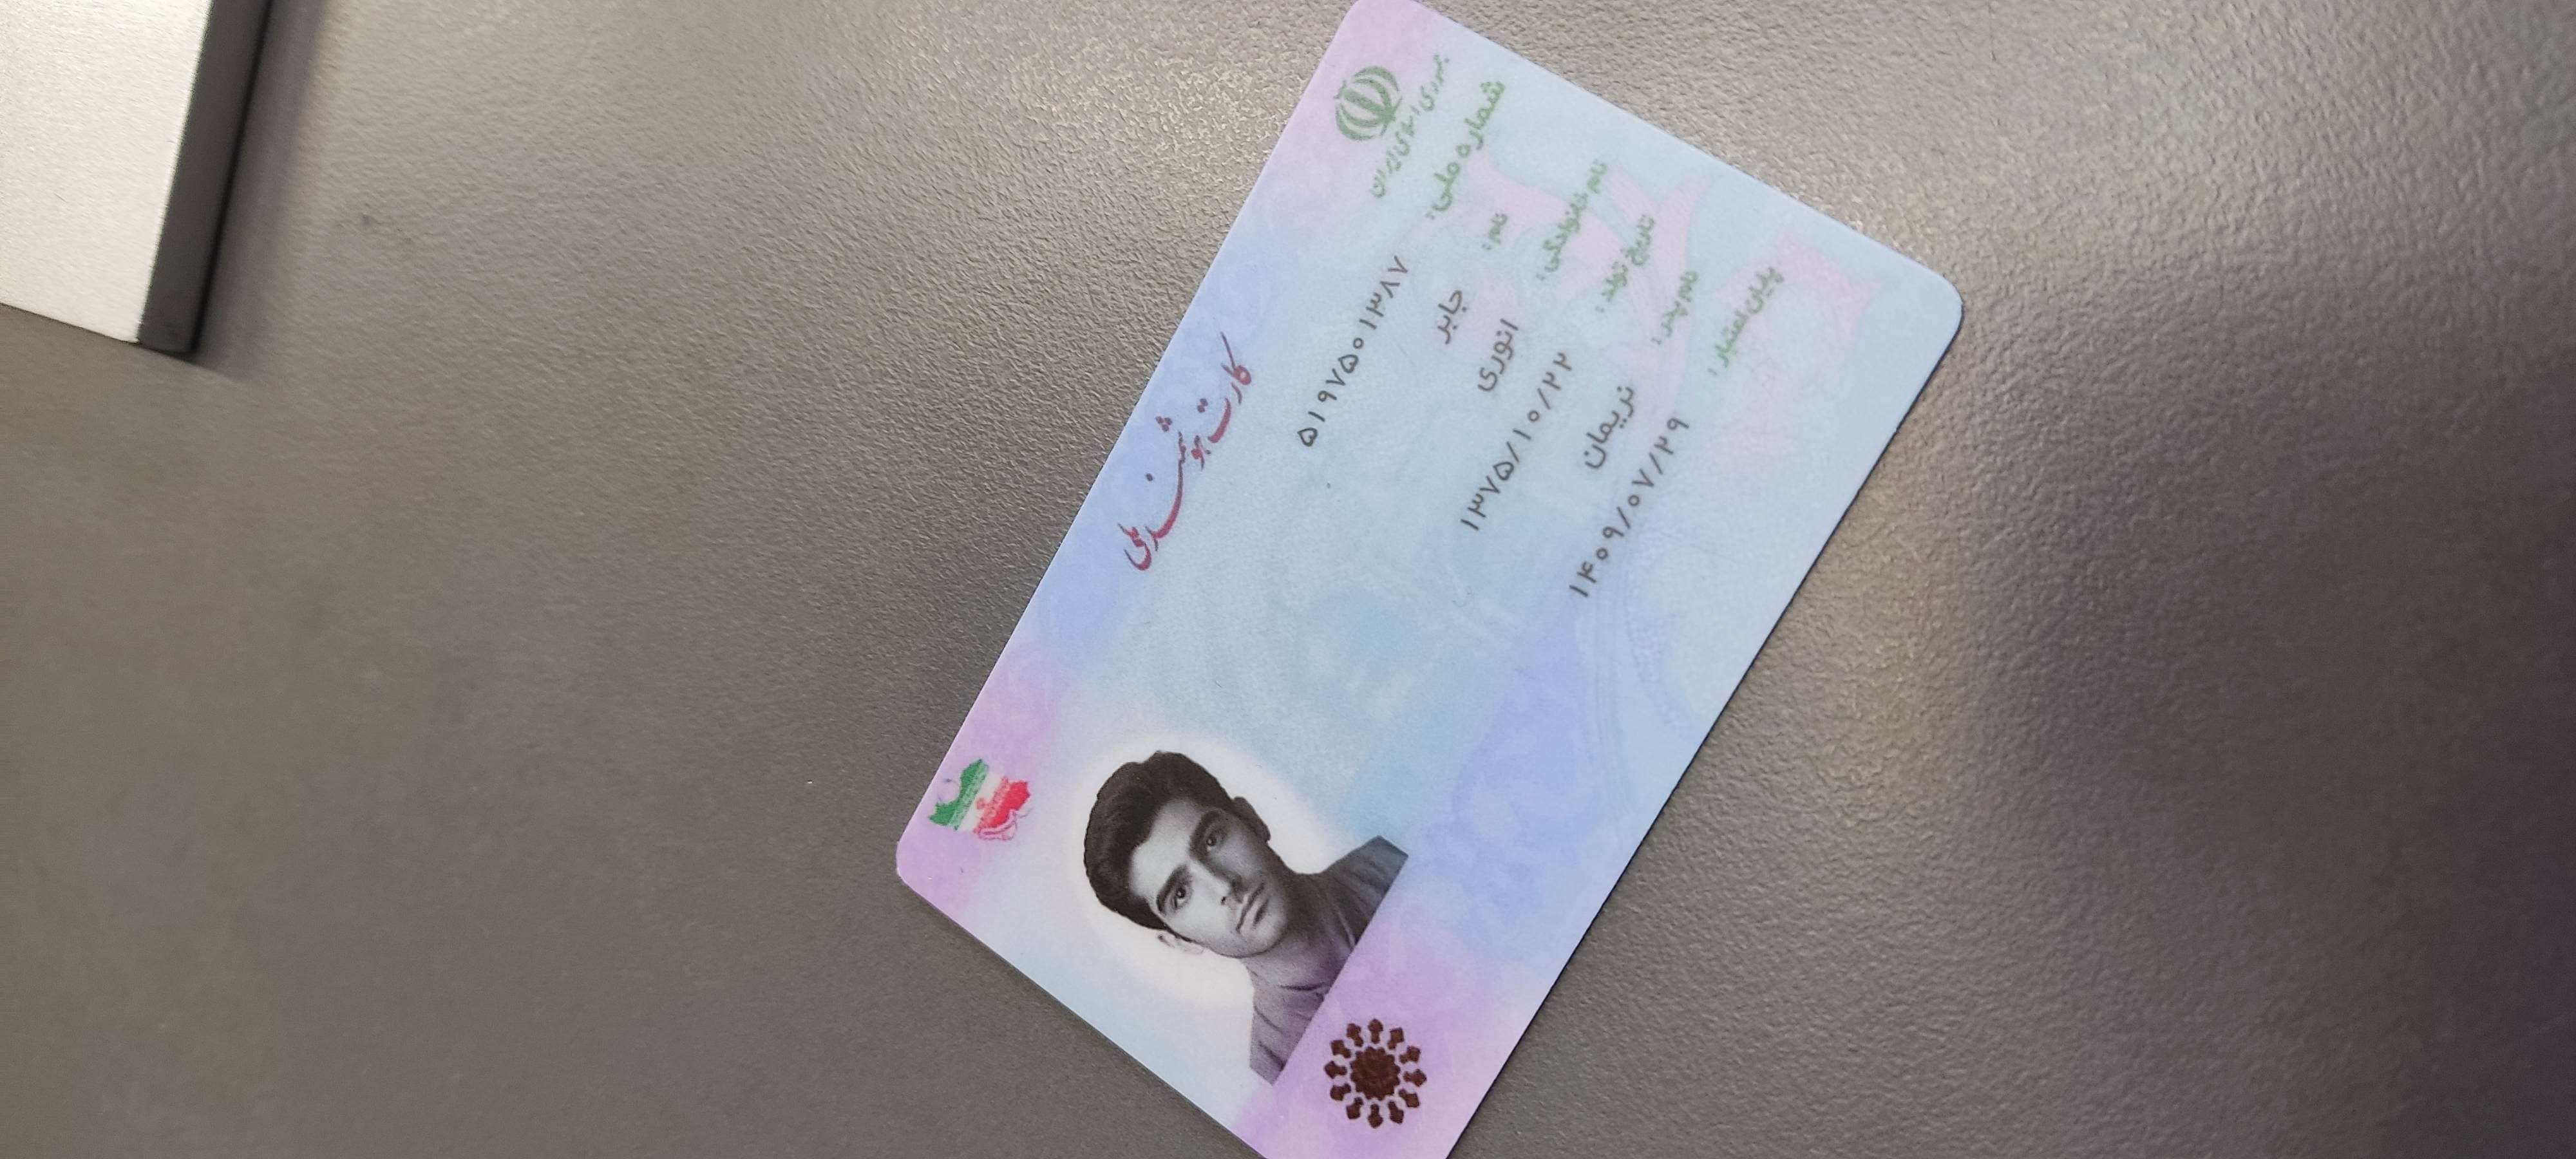 جمهوری اسلامی ایران
کارت هوشمند ملی
شماره ملی: ۵۱۹۷۵۰۱۳۸۷
نام: جابر
نام خانوادگی: انوری
تاریخ تولد: ۱۳۷۵/۱۰/۲۲
نام پدر: نریمان
پایان اعتبار: ۱۴۰۹/۰۷/۲۹